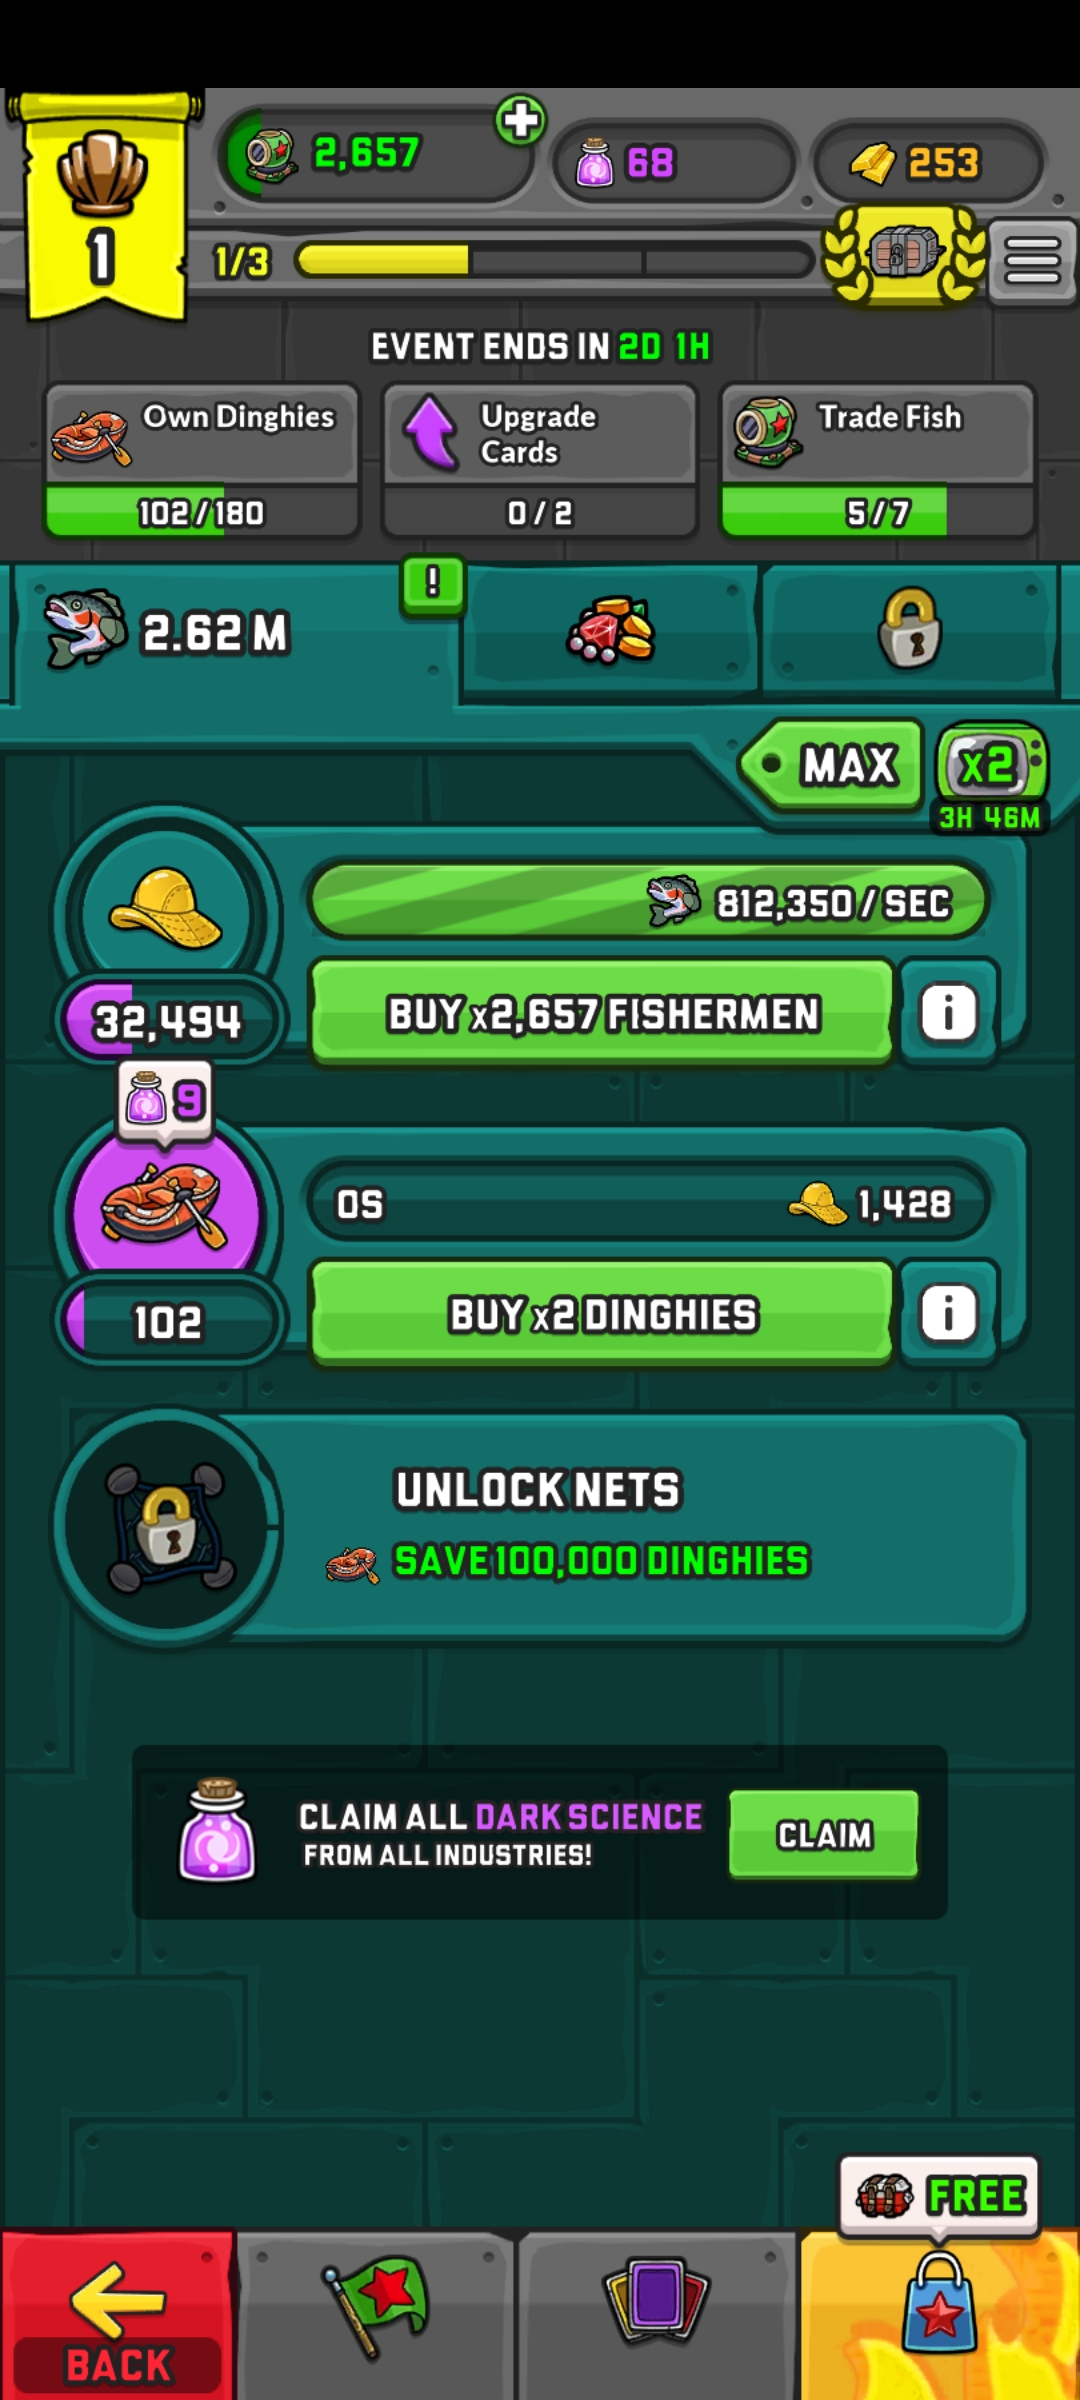 2,657
68
253
1
1/3
EVENT ENDS IN 2D 1H
Own Dinghies
102/180
Upgrade
Cards
0/2
Trade Fish
5/7
2.62 M
!
MAX
x2
3H 46M
812,350 / SEC
32,494
BUY x2,657 FISHERMEN
i
9
0S
1,428
102
BUY x2 DINGHIES
i
UNLOCK NETS
SAVE 100,000 DINGHIES
CLAIM ALL DARK SCIENCE
FROM ALL INDUSTRIES!
CLAIM
FREE
BACK